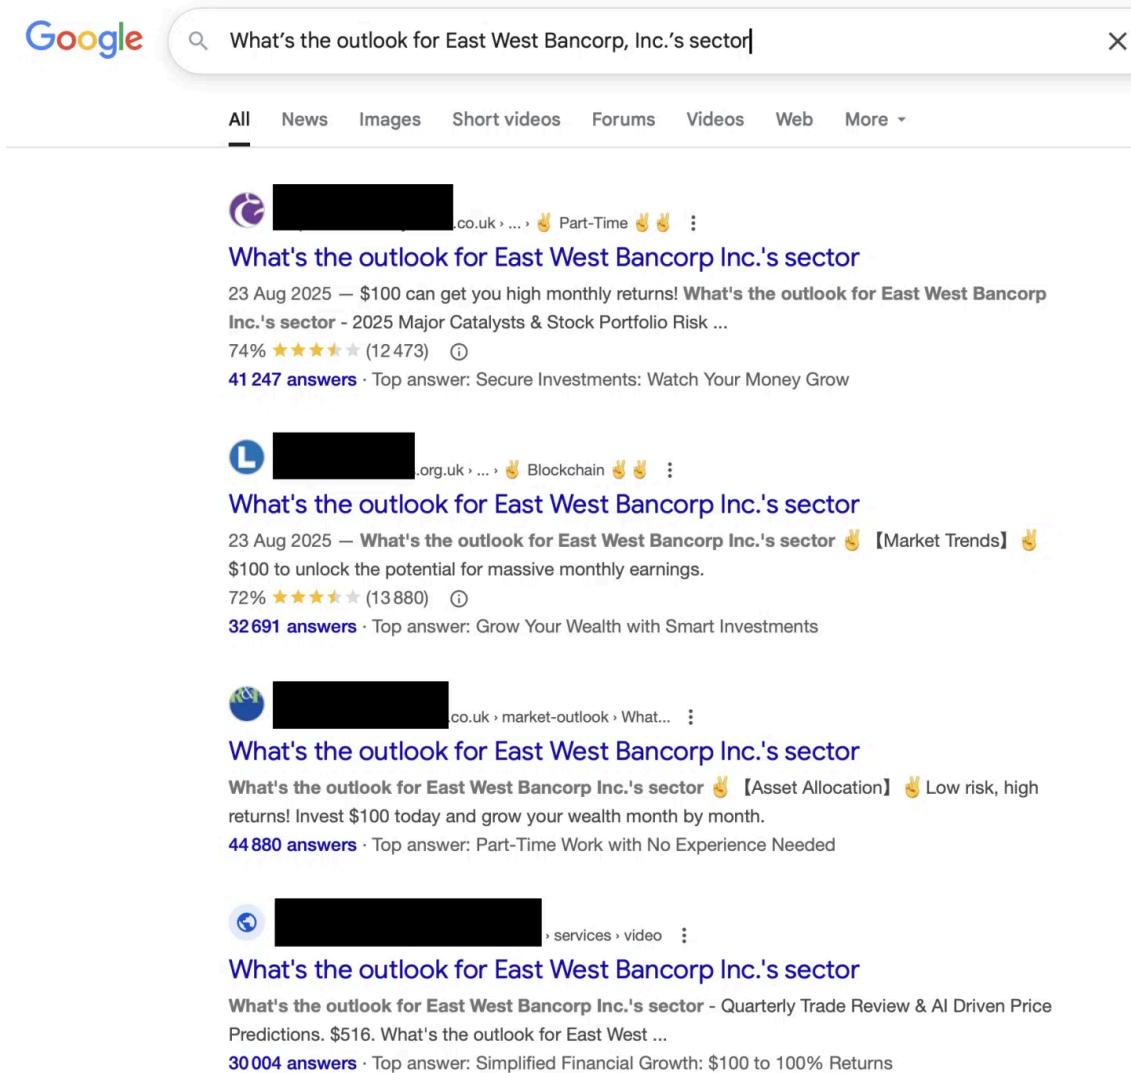 Google
What's the outlook for East West Bancorp, Inc.'s sector
All News Images Short videos Forums Videos Web More
.co.uk › ... › ✌️ Part-Time ✌️✌️
What's the outlook for East West Bancorp Inc.'s sector
23 Aug 2025 — $100 can get you high monthly returns! What's the outlook for East West Bancorp
Inc.'s sector - 2025 Major Catalysts & Stock Portfolio Risk ...
74% ★★★★★ (12 473)
41 247 answers · Top answer: Secure Investments: Watch Your Money Grow
L
.org.uk › ... › ✌️ Blockchain ✌️✌️
What's the outlook for East West Bancorp Inc.'s sector
23 Aug 2025 — What's the outlook for East West Bancorp Inc.'s sector ✌️ 【Market Trends】 ✌️
$100 to unlock the potential for massive monthly earnings.
72% ★★★★★ (13 880)
32 691 answers · Top answer: Grow Your Wealth with Smart Investments
.co.uk › market-outlook › What...
What's the outlook for East West Bancorp Inc.'s sector
What's the outlook for East West Bancorp Inc.'s sector ✌️ 【Asset Allocation】 ✌️ Low risk, high
returns! Invest $100 today and grow your wealth month by month.
44 880 answers · Top answer: Part-Time Work with No Experience Needed
› services › video
What's the outlook for East West Bancorp Inc.'s sector
What's the outlook for East West Bancorp Inc.'s sector - Quarterly Trade Review & AI Driven Price
Predictions. $516. What's the outlook for East West ...
30 004 answers · Top answer: Simplified Financial Growth: $100 to 100% Returns